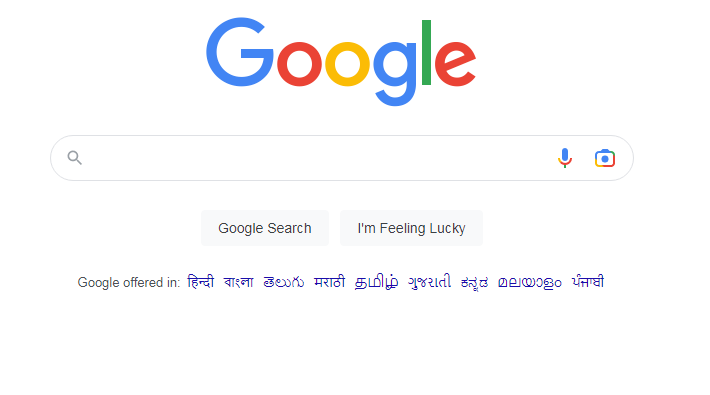 Google
Google Search I'm Feeling Lucky
Google offered in: हिन्दी বাংলা తెలుగు मराठी தமிழ் ગુજરાતી ಕನ್ನಡ മലയാളം ਪੰਜਾਬੀ